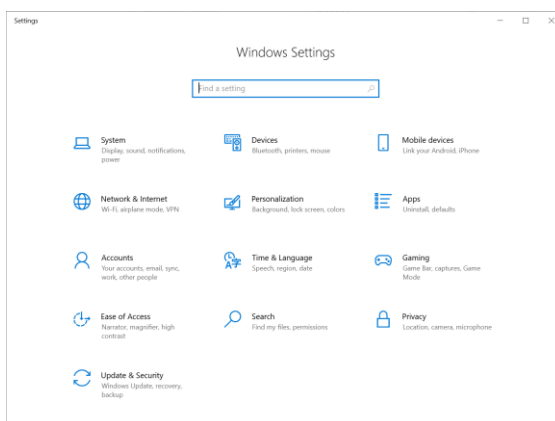 Settings
Windows Settings
Find a setting
System
Display, sound, notifications,
power
Devices
Bluetooth, printers, mouse
Mobile devices
Link your Android, iPhone
Network & Internet
Wi-Fi, airplane mode, VPN
Personalization
Background, lock screen, colors
Apps
Uninstall, defaults
Accounts
Your accounts, email, sync,
work, other people
Time & Language
Speech, region, date
Gaming
Game Bar, captures, Game
Mode
Ease of Access
Narrator, magnifier, high
contrast
Search
Find my files, permissions
Privacy
Location, camera, microphone
Update & Security
Windows Update, recovery,
backup